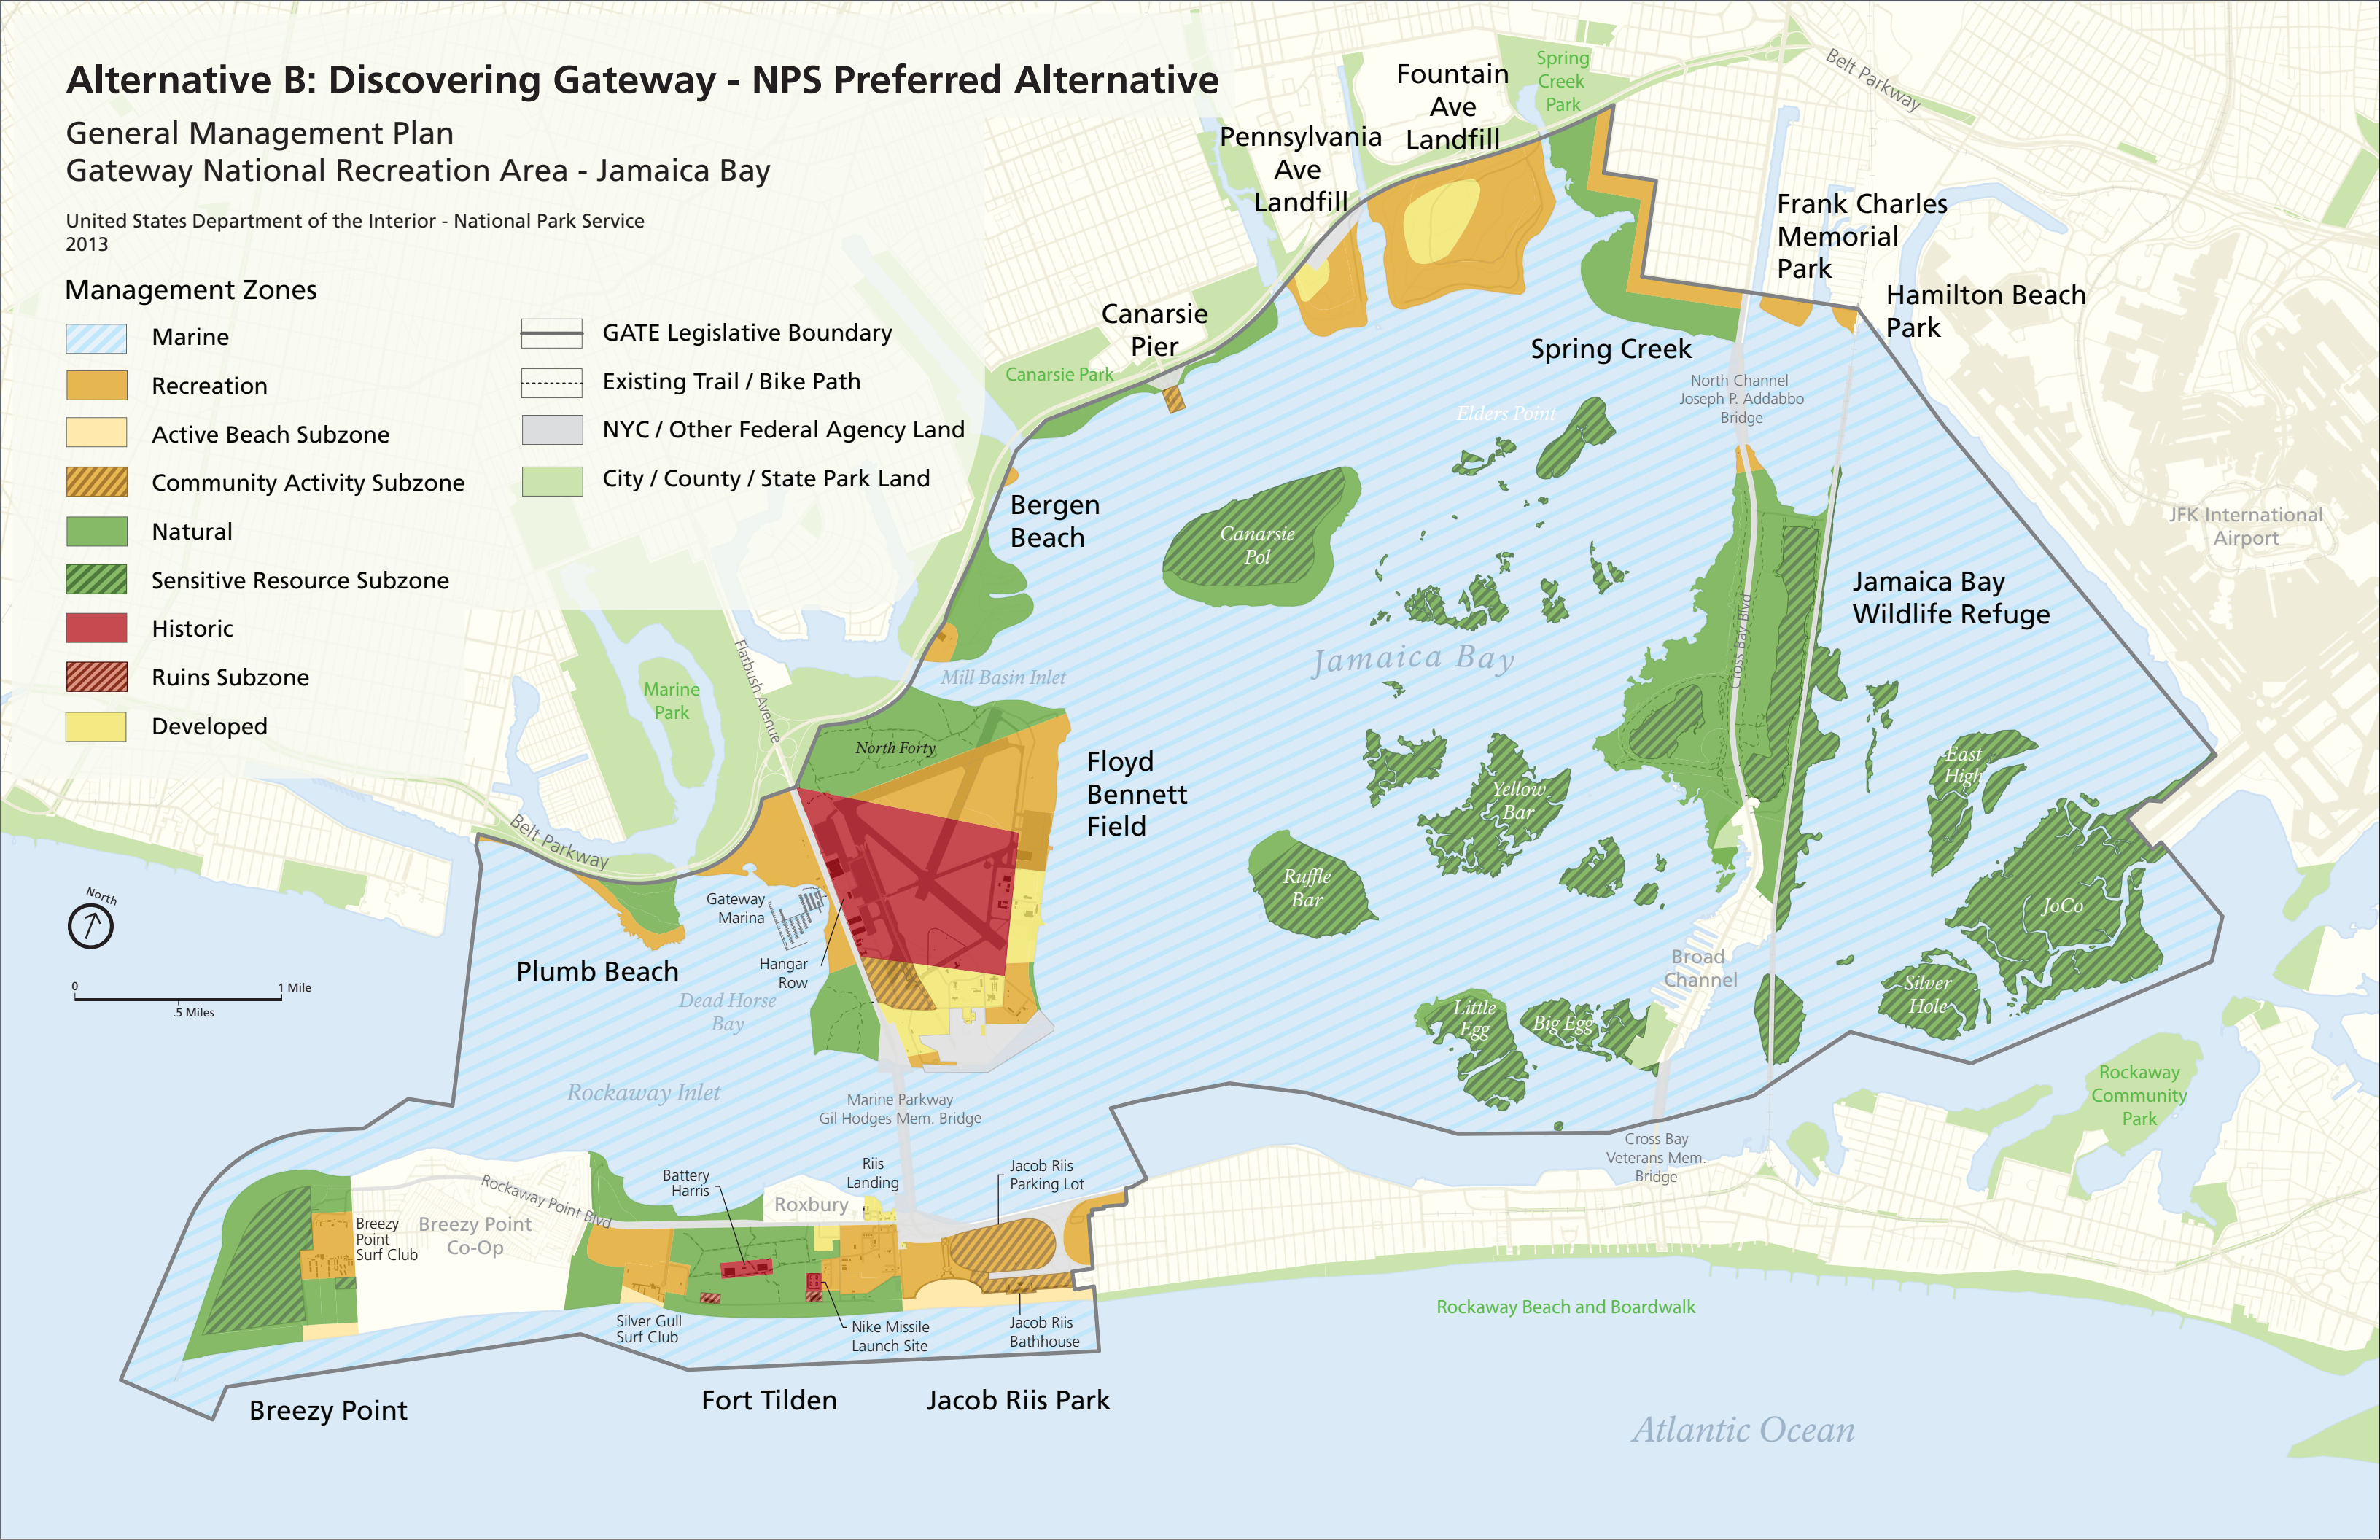 Alternative B: Discovering Gateway - NPS Preferred Alternative
General Management Plan
Gateway National Recreation Area - Jamaica Bay
United States Department of the Interior - National Park Service
2013
Management Zones
Marine
Recreation
Active Beach Subzone
Community Activity Subzone
Natural
Sensitive Resource Subzone
Historic
Ruins Subzone
Developed
GATE Legislative Boundary
Existing Trail / Bike Path
NYC / Other Federal Agency Land
City / County / State Park Land
Spring
Creek
Park
Belt Parkway
Fountain
Ave
Landfill
Pennsylvania
Ave
Landfill
Frank Charles
Memorial
Park
Hamilton Beach
Park
Canarsie
Pier
Canarsie Park
Spring Creek
North Channel
Joseph P. Addabbo
Bridge
Elders Point
Bergen
Beach
Canarsie
Pol
JFK International
Airport
Jamaica Bay
Wildlife Refuge
Cross Bay Blvd
Jamaica Bay
Mill Basin Inlet
Flatbush Avenue
Marine
Park
North Forty
Floyd
Bennett
Field
East
High
Yellow
Bar
Belt Parkway
Ruffle
Bar
JoCo
North
Gateway
Marina
Hangar
Row
Plumb Beach
Dead Horse
Bay
Broad
Channel
Silver
Hole
Little
Egg
Big Egg
0
1 Mile
.5 Miles
Rockaway Inlet
Marine Parkway
Gil Hodges Mem. Bridge
Rockaway
Community
Park
Cross Bay
Veterans Mem.
Bridge
Battery
Harris
Riis
Landing
Jacob Riis
Parking Lot
Rockaway Point Blvd
Roxbury
Breezy
Point
Surf Club
Breezy Point
Co-Op
Silver Gull
Surf Club
Nike Missile
Launch Site
Jacob Riis
Bathhouse
Rockaway Beach and Boardwalk
Breezy Point
Fort Tilden
Jacob Riis Park
Atlantic Ocean